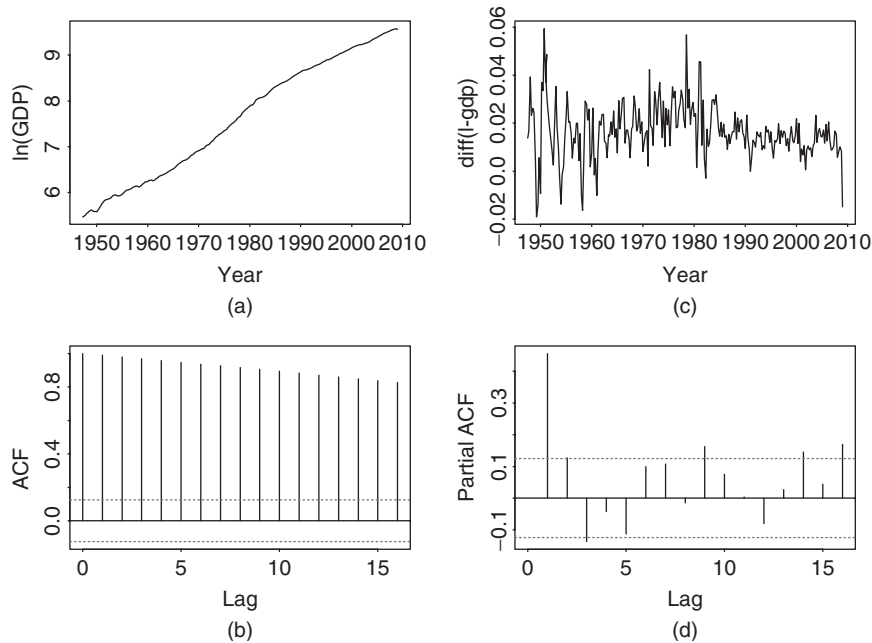 ln(GDP)
9
8
7
6
1950 1960 1970 1980 1990 2000 2010
Year
(a)
diff(l-gdp)
0.06
0.04
0.02
0.0
−0.02
1950 1960 1970 1980 1990 2000 2010
Year
(c)
ACF
0.8
0.4
0.0
0 5 10 15
Lag
(b)
Partial ACF
0.3
0.1
−0.1
0 5 10 15
Lag
(d)